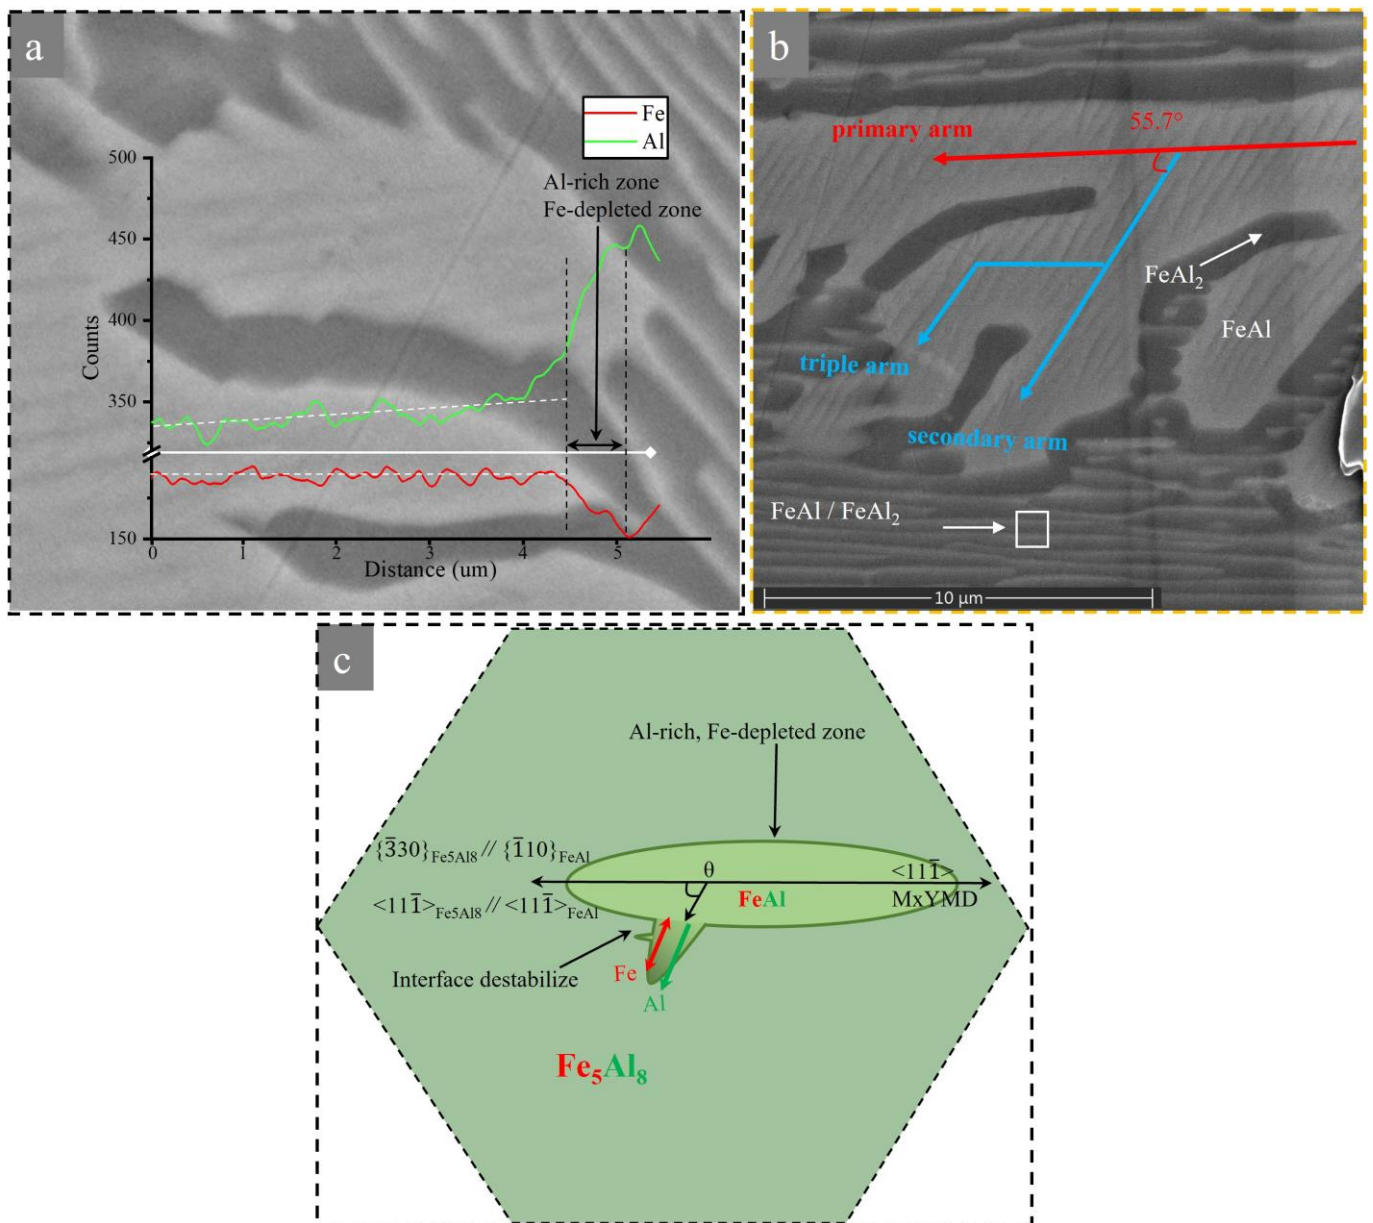 a
Fe
Al
500
Al-rich zone
Fe-depleted zone
450
400
Counts
350
150
0 1 2 3 4 5
Distance (um)
b
55.7°
primary arm
FeAl₂
FeAl
triple arm
secondary arm
FeAl / FeAl₂
10 µm
c
Al-rich, Fe-depleted zone
{3̅30}Fe5Al8 // {1̅10}FeAl
θ
<111̅>
FeAl
MxYMD
<111̅>Fe5Al8 // <111̅>FeAl
Interface destabilize
Fe
Al
Fe₅Al₈